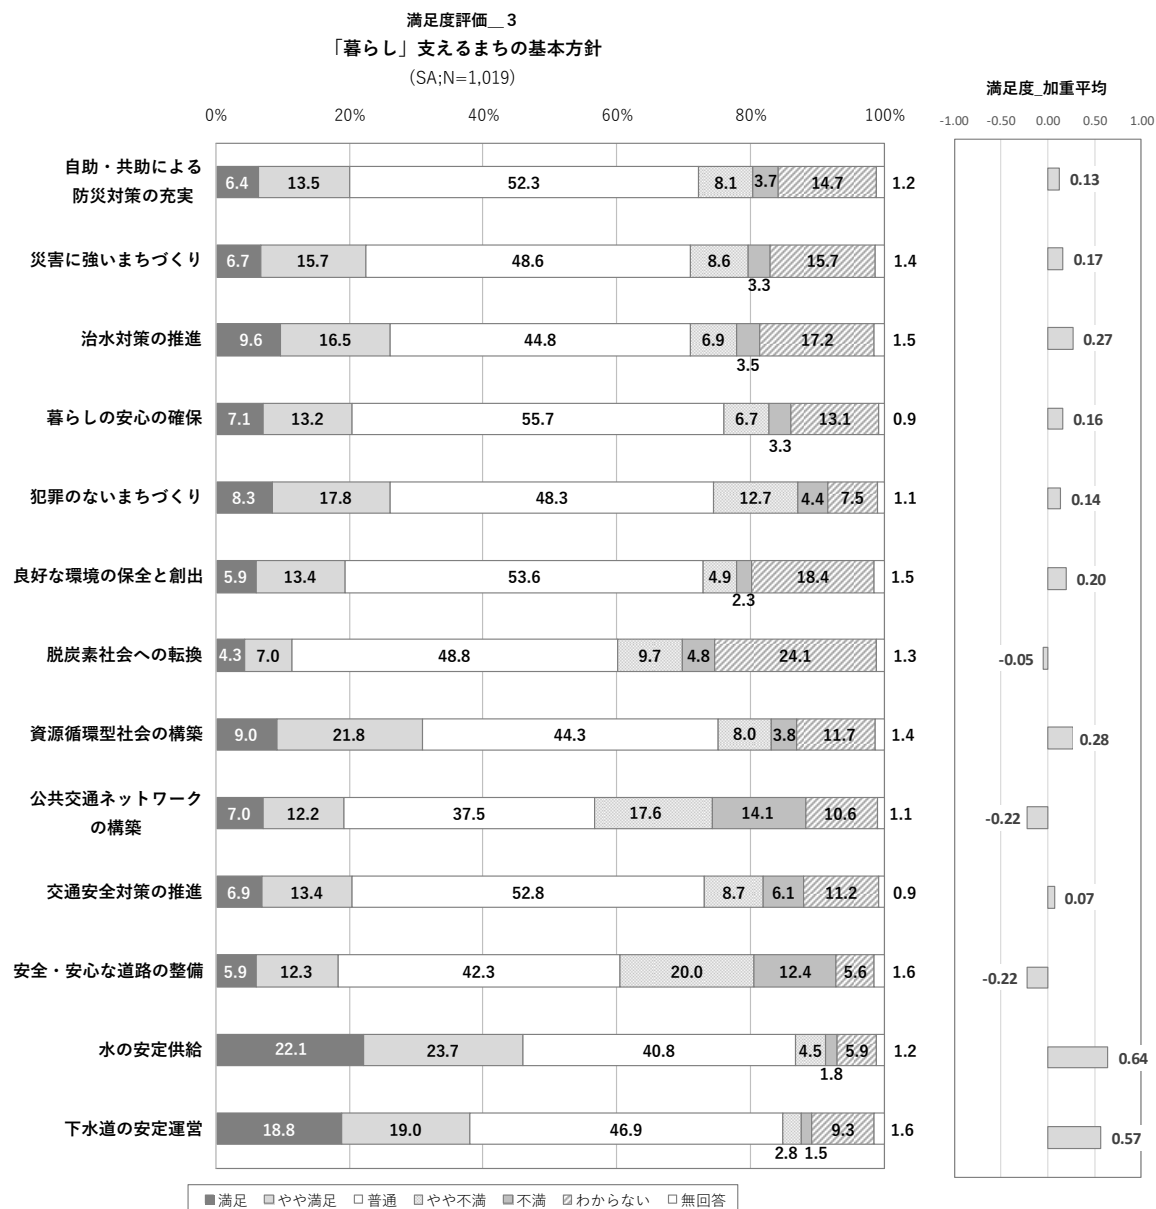 満足度評価__3
「暮らし」支えるまちの基本方針
(SA;N=1,019)
満足度_加重平均
0% 20% 40% 60% 80% 100%
-1.00 -0.50 0.00 0.50 1.00
自助・共助による
防災対策の充実
6.4 13.5 52.3 8.1 3.7 14.7 1.2 0.13
災害に強いまちづくり 6.7 15.7 48.6 8.6 15.7 1.4 0.17
3.3
治水対策の推進 9.6 16.5 44.8 6.9 17.2 1.5 0.27
3.5
暮らしの安心の確保 7.1 13.2 55.7 6.7 13.1 0.9 0.16
3.3
犯罪のないまちづくり 8.3 17.8 48.3 12.7 4.4 7.5 1.1 0.14
良好な環境の保全と創出 5.9 13.4 53.6 4.9 18.4 1.5 0.20
2.3
脱炭素社会への転換 4.3 7.0 48.8 9.7 4.8 24.1 1.3 -0.05
資源循環型社会の構築 9.0 21.8 44.3 8.0 3.8 11.7 1.4 0.28
公共交通ネットワーク
の構築
7.0 12.2 37.5 17.6 14.1 10.6 1.1 -0.22
交通安全対策の推進 6.9 13.4 52.8 8.7 6.1 11.2 0.9 0.07
安全・安心な道路の整備 5.9 12.3 42.3 20.0 12.4 5.6 1.6 -0.22
水の安定供給 22.1 23.7 40.8 4.5 5.9 1.2 0.64
1.8
下水道の安定運営 18.8 19.0 46.9 9.3 1.6 0.57
2.8 1.5
満足 やや満足 普通 やや不満 不満 わからない 無回答